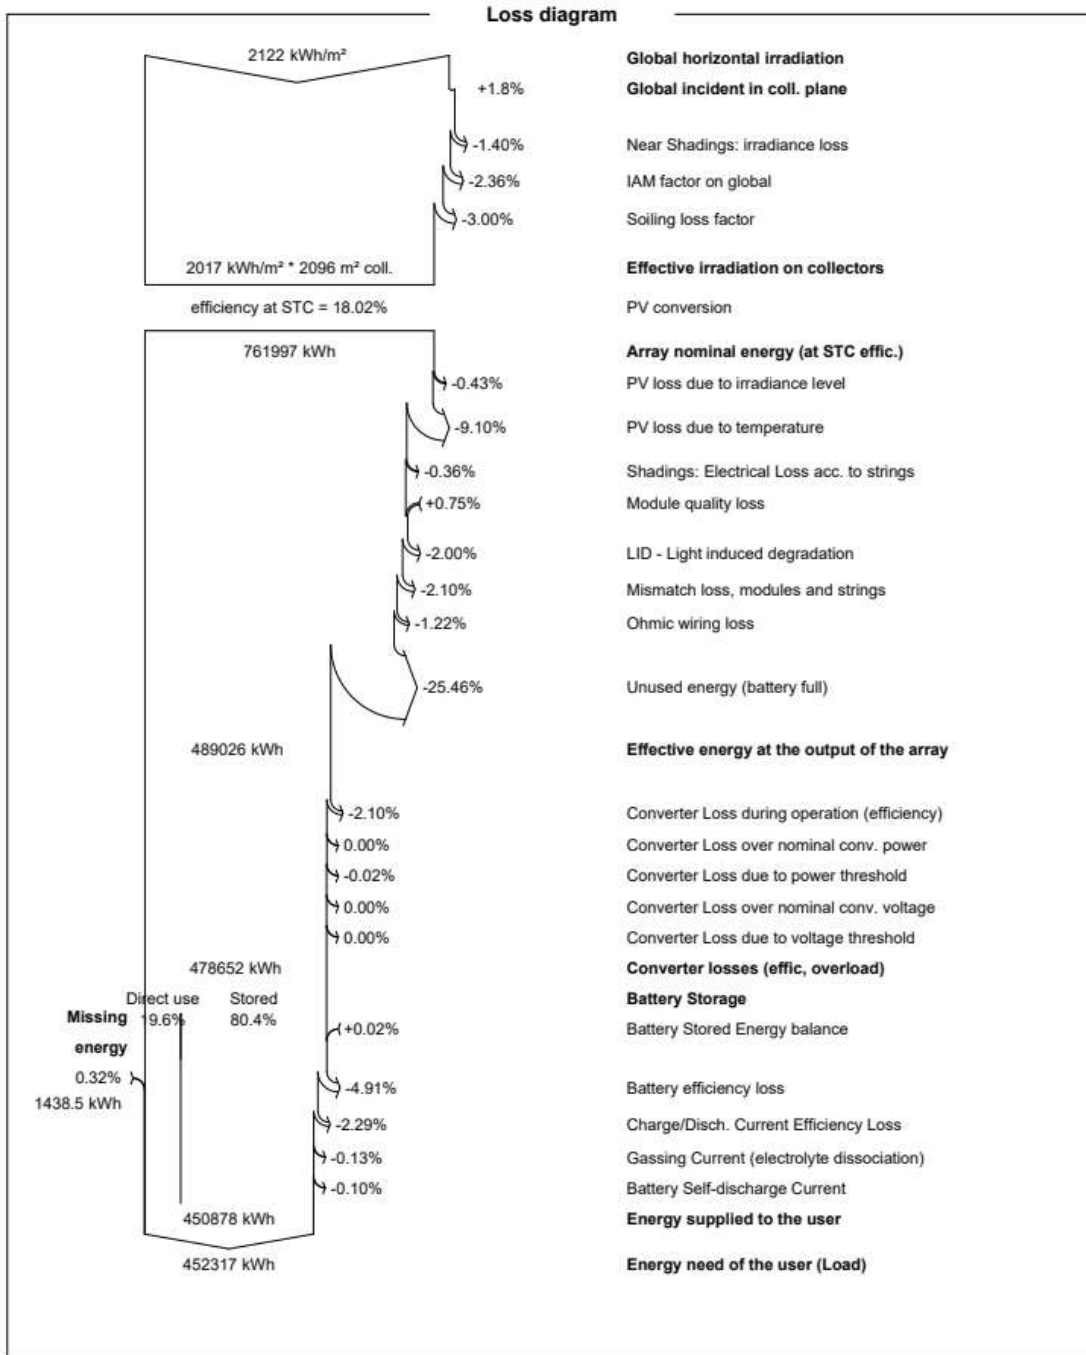 Loss diagram
2122 kWh/m² Global horizontal irradiation
+1.8% Global incident in coll. plane
-1.40% Near Shadings: irradiance loss
-2.36% IAM factor on global
-3.00% Soiling loss factor
2017 kWh/m² * 2096 m² coll. Effective irradiation on collectors
efficiency at STC = 18.02% PV conversion
761997 kWh Array nominal energy (at STC effic.)
-0.43% PV loss due to irradiance level
-9.10% PV loss due to temperature
-0.36% Shadings: Electrical Loss acc. to strings
+0.75% Module quality loss
-2.00% LID - Light induced degradation
-2.10% Mismatch loss, modules and strings
-1.22% Ohmic wiring loss
-25.46% Unused energy (battery full)
489026 kWh Effective energy at the output of the array
-2.10% Converter Loss during operation (efficiency)
0.00% Converter Loss over nominal conv. power
-0.02% Converter Loss due to power threshold
0.00% Converter Loss over nominal conv. voltage
0.00% Converter Loss due to voltage threshold
478652 kWh Converter losses (effic, overload)
Direct use Stored Battery Storage
Missing 19.6% 80.4%
+0.02% Battery Stored Energy balance
energy
0.32% -4.91% Battery efficiency loss
1438.5 kWh
-2.29% Charge/Disch. Current Efficiency Loss
-0.13% Gassing Current (electrolyte dissociation)
-0.10% Battery Self-discharge Current
450878 kWh Energy supplied to the user
452317 kWh Energy need of the user (Load)